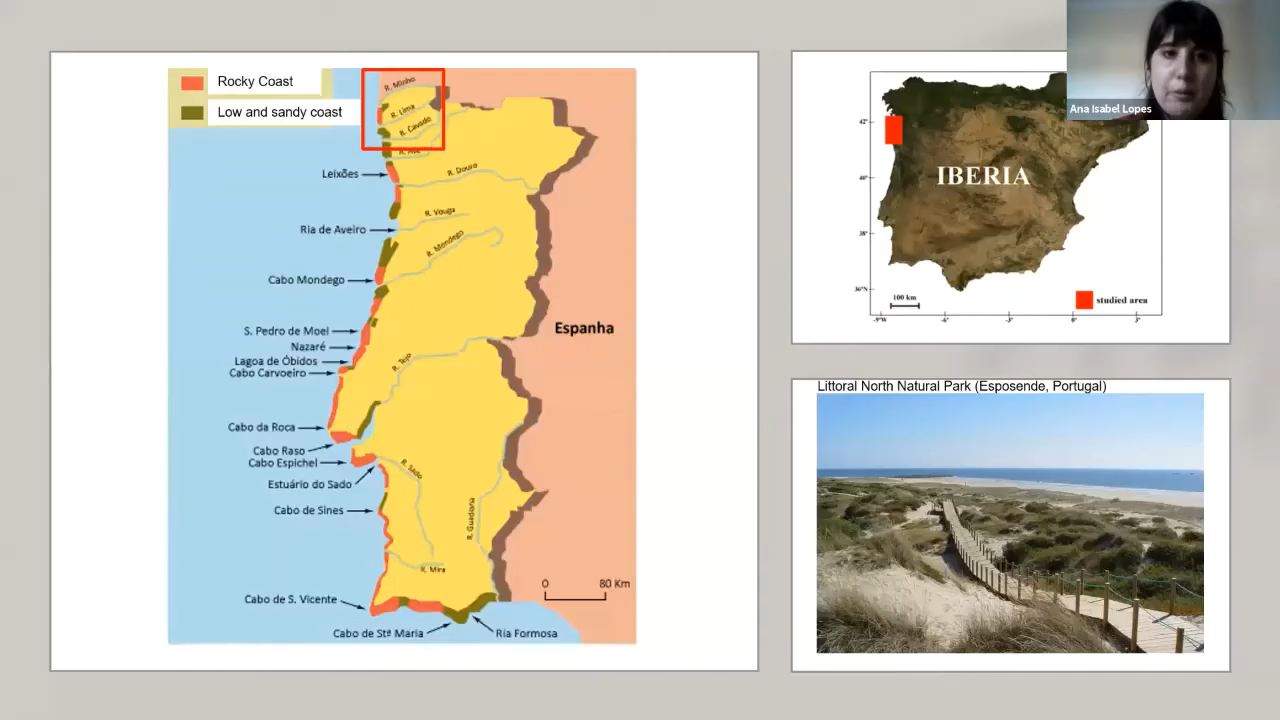 Rocky Coast
Low and sandy coast
R. Minho
R. Lima
R. Cavado
R. Ave
Leixões
R. Douro
R. Vouga
Ria de Aveiro
R. Mondego
Cabo Mondego
S. Pedro de Moel
Nazaré
Lagoa de Óbidos
Cabo Carvoeiro
R. Tejo
Espanha
Cabo da Roca
Cabo Raso
Cabo Espichel
Estuário do Sado
R. Sado
Cabo de Sines
R. Guadiana
R. Mira
0 80 Km
Cabo de S. Vicente
Cabo de Stª Maria
Ria Formosa
Ana Isabel Lopes
42°
40°
38°
36°N
IBERIA
100 km
studied area
-9°W -6° -3° 0° 3°
Littoral North Natural Park (Esposende, Portugal)